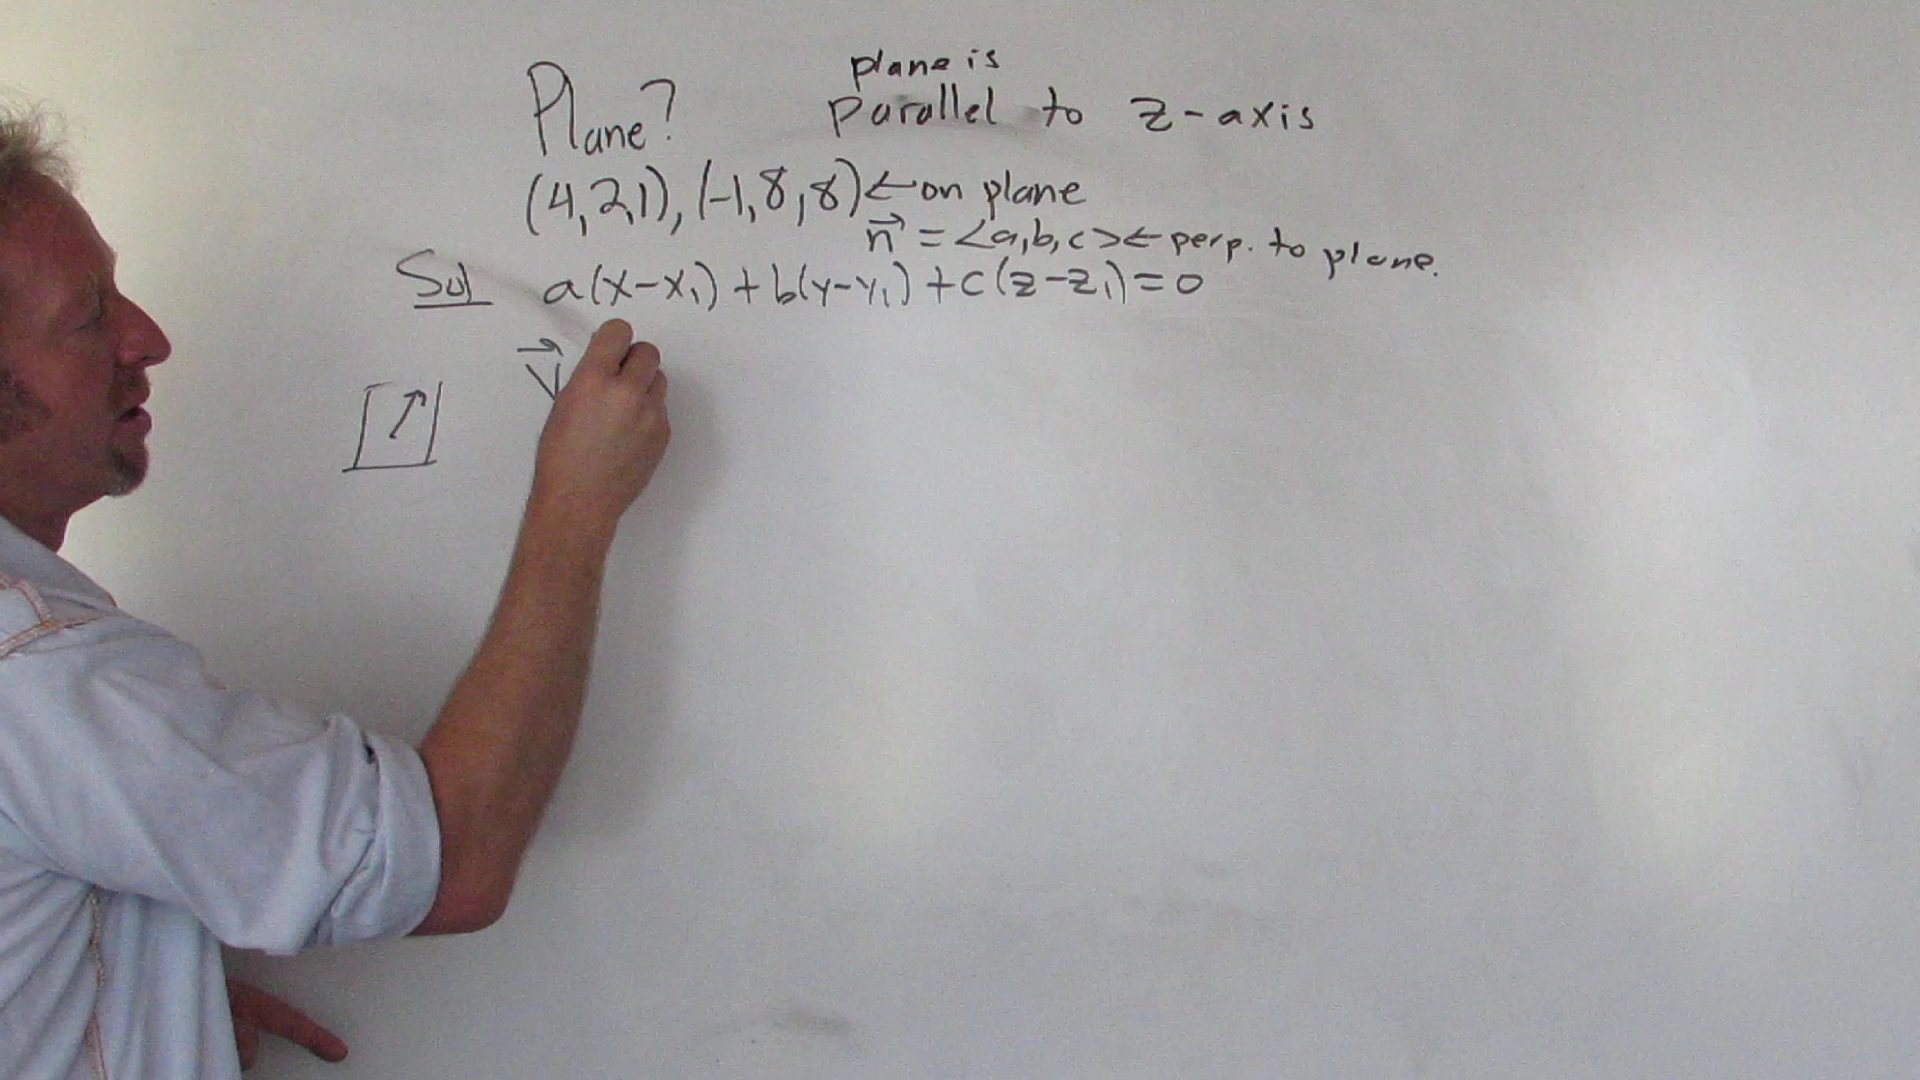 plane is
Plane? parallel to z-axis
(4,2,1), (-1,8,8) ← on plane
n⃗ = <a,b,c> ← perp. to plane.
Sol a(x-x₁) + b(y-y₁) + c(z-z₁) = 0
V⃗